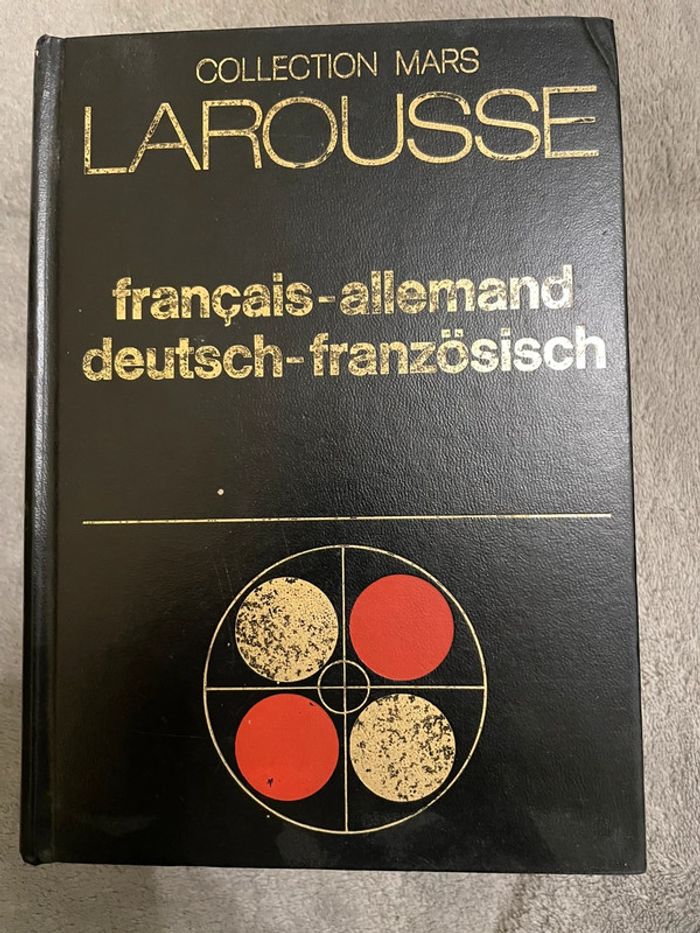 COLLECTION MARS
LAROUSSE
français-allemand
deutsch-französisch